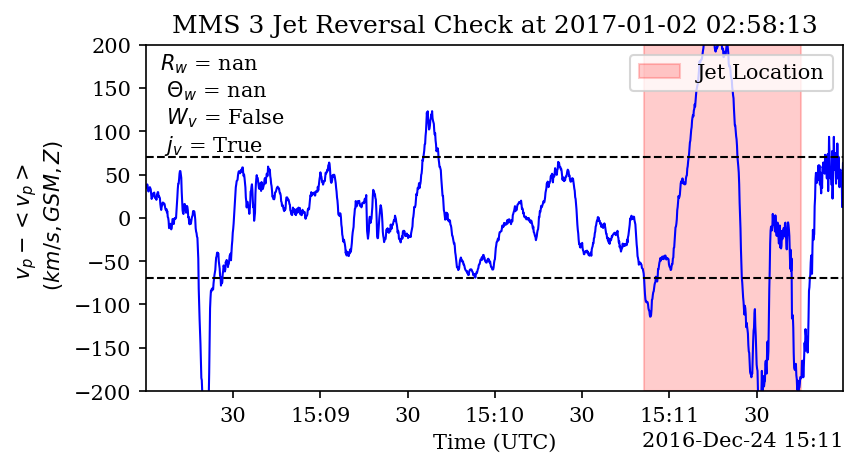 MMS 3 Jet Reversal Check at 2017-01-02 02:58:13
200
150
100
50
0
−50
−100
−150
−200
v_p − < v_p >
(km/s, GSM, Z)
R_w = nan
Θ_w = nan
W_v = False
j_v = True
Jet Location
30 15:09 30 15:10 30 15:11 30
Time (UTC)
2016-Dec-24 15:11